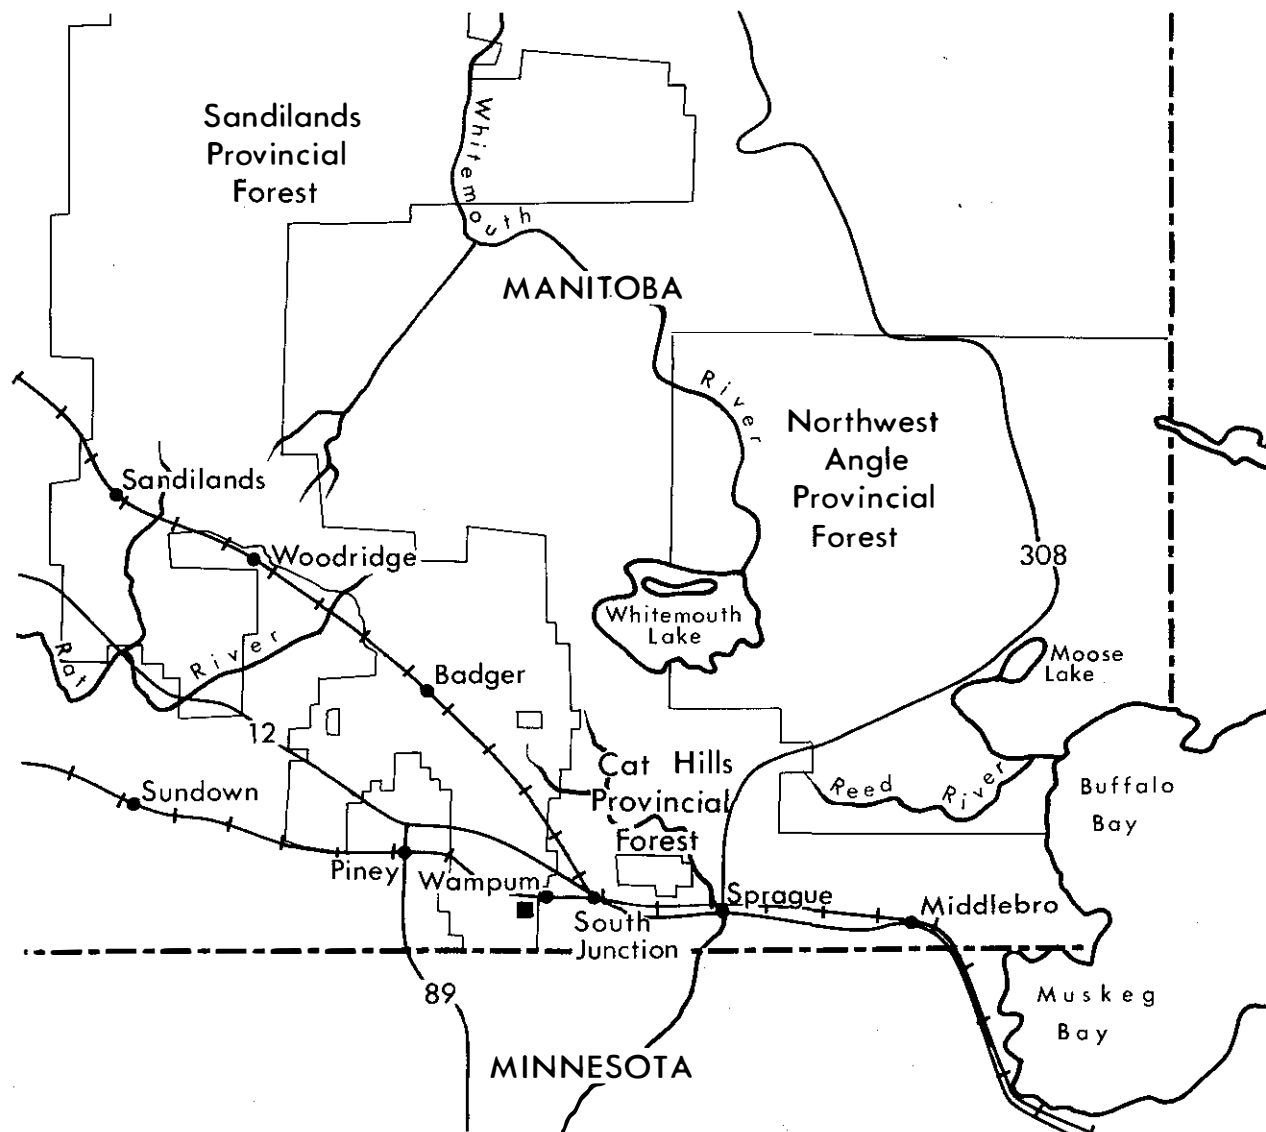 Sandilands
Provincial
Forest
Whitemouth
MANITOBA
River
Northwest
Angle
Provincial
Forest
Sandilands
Woodridge
308
Whitemouth
Lake
Rat
River
Moose
Lake
Badger
12
Cat Hills
Provincial
Forest
Sundown
Reed
River
Buffalo
Bay
Piney
Wampum
Sprague
Middlebro
South
Junction
89
Muskeg
Bay
MINNESOTA